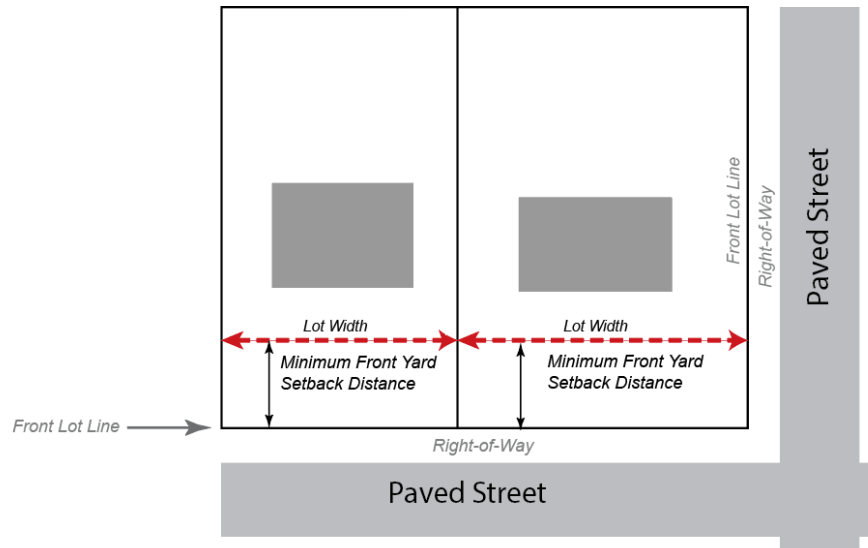 Front Lot Line
Right-of-Way
Paved Street
Lot Width
Lot Width
Minimum Front Yard
Setback Distance
Minimum Front Yard
Setback Distance
Front Lot Line
Right-of-Way
Paved Street